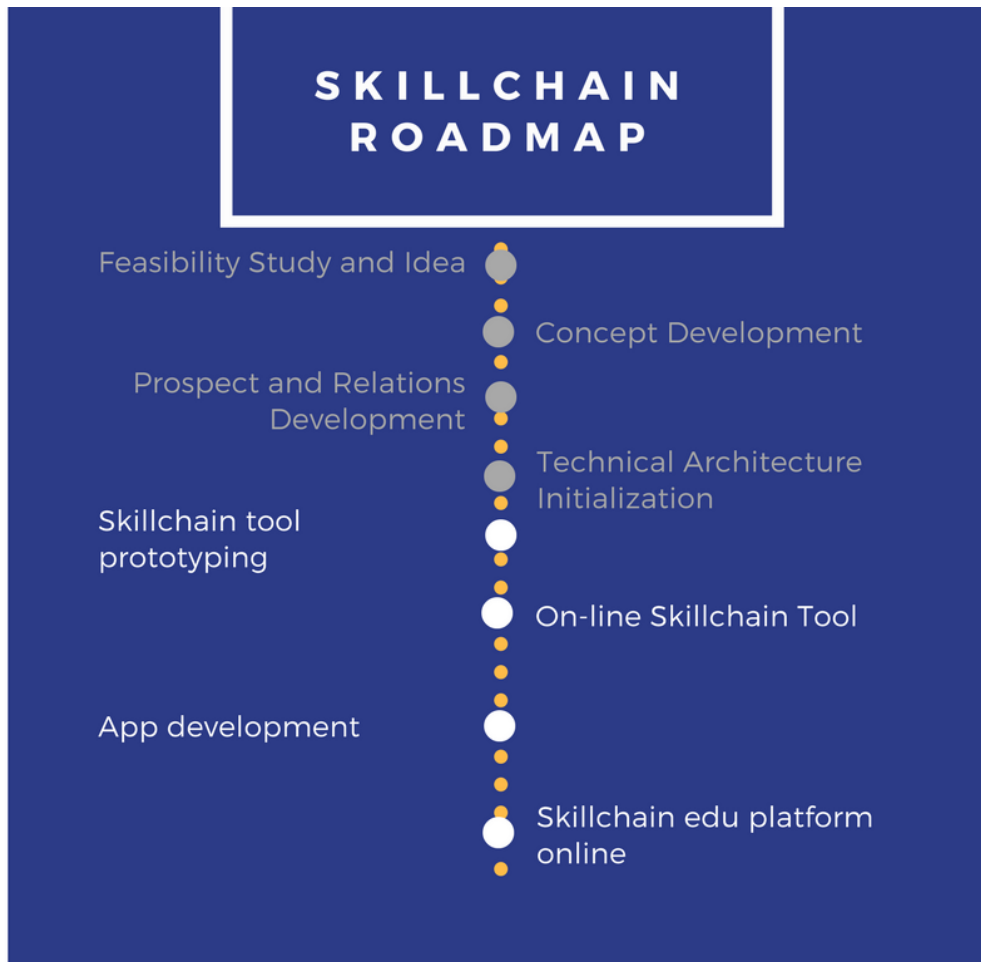 SKILLCHAIN
ROADMAP
Feasibility Study and Idea
Concept Development
Prospect and Relations
Development
Technical Architecture
Initialization
Skillchain tool
prototyping
On-line Skillchain Tool
App development
Skillchain edu platform
online